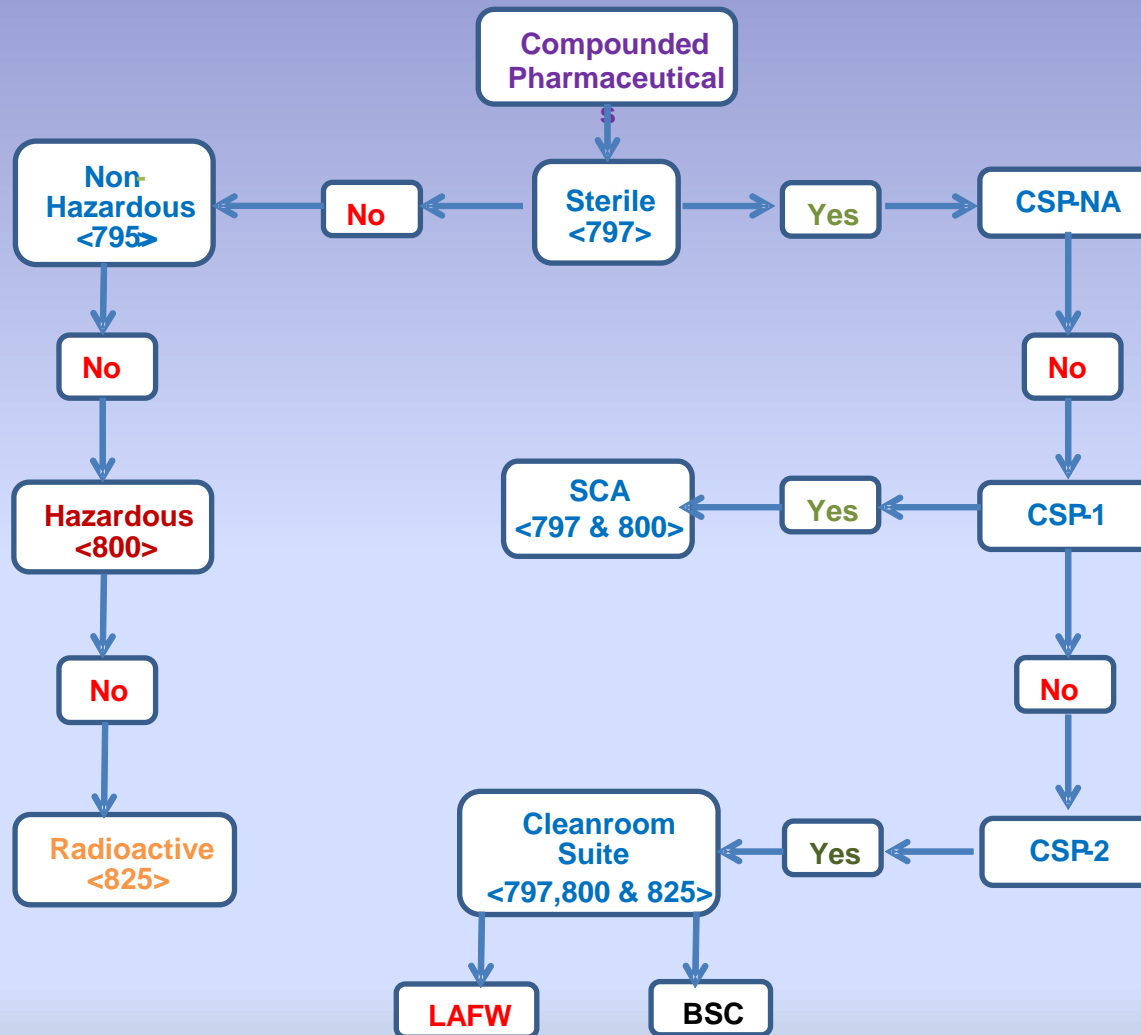 Compounded
Pharmaceutical
s
Non-
Hazardous
<795>
No
Sterile
<797>
Yes
CSP-NA
No
No
Hazardous
<800>
SCA
<797 & 800>
Yes
CSP-1
No
No
Radioactive
<825>
Cleanroom
Suite
<797,800 & 825>
Yes
CSP-2
LAFW
BSC